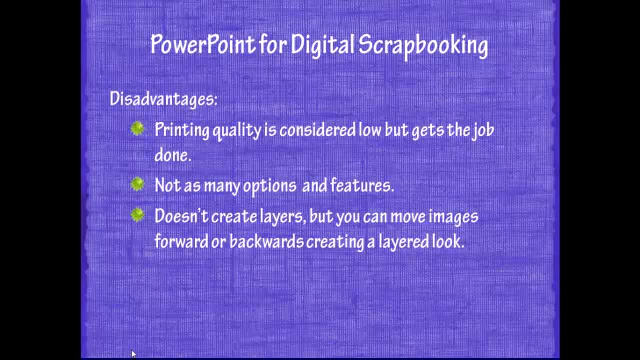 PowerPoint for Digital Scrapbooking
Disadvantages:
Printing quality is considered low but gets the job
done.
Not as many options and features.
Doesn't create layers, but you can move images
forward or backwards creating a layered look.